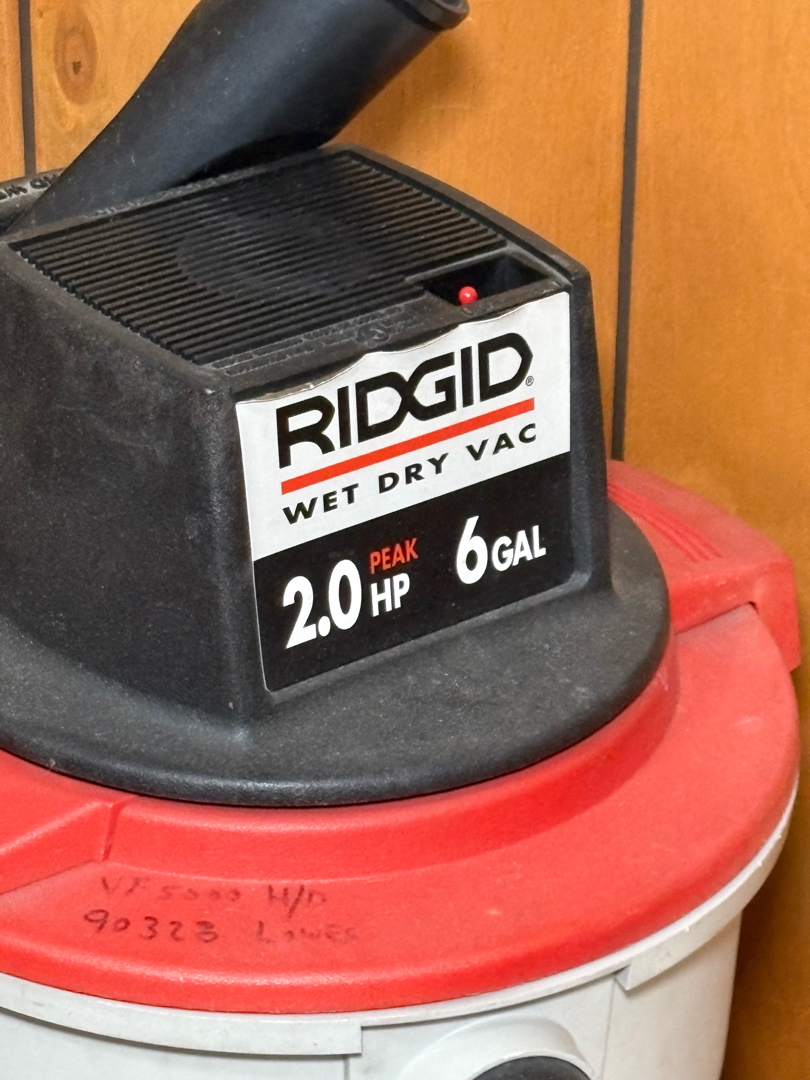 RIDGID®
WET DRY VAC
2.0 PEAK HP 6 GAL
VF5000 H/D
90323 Lowes